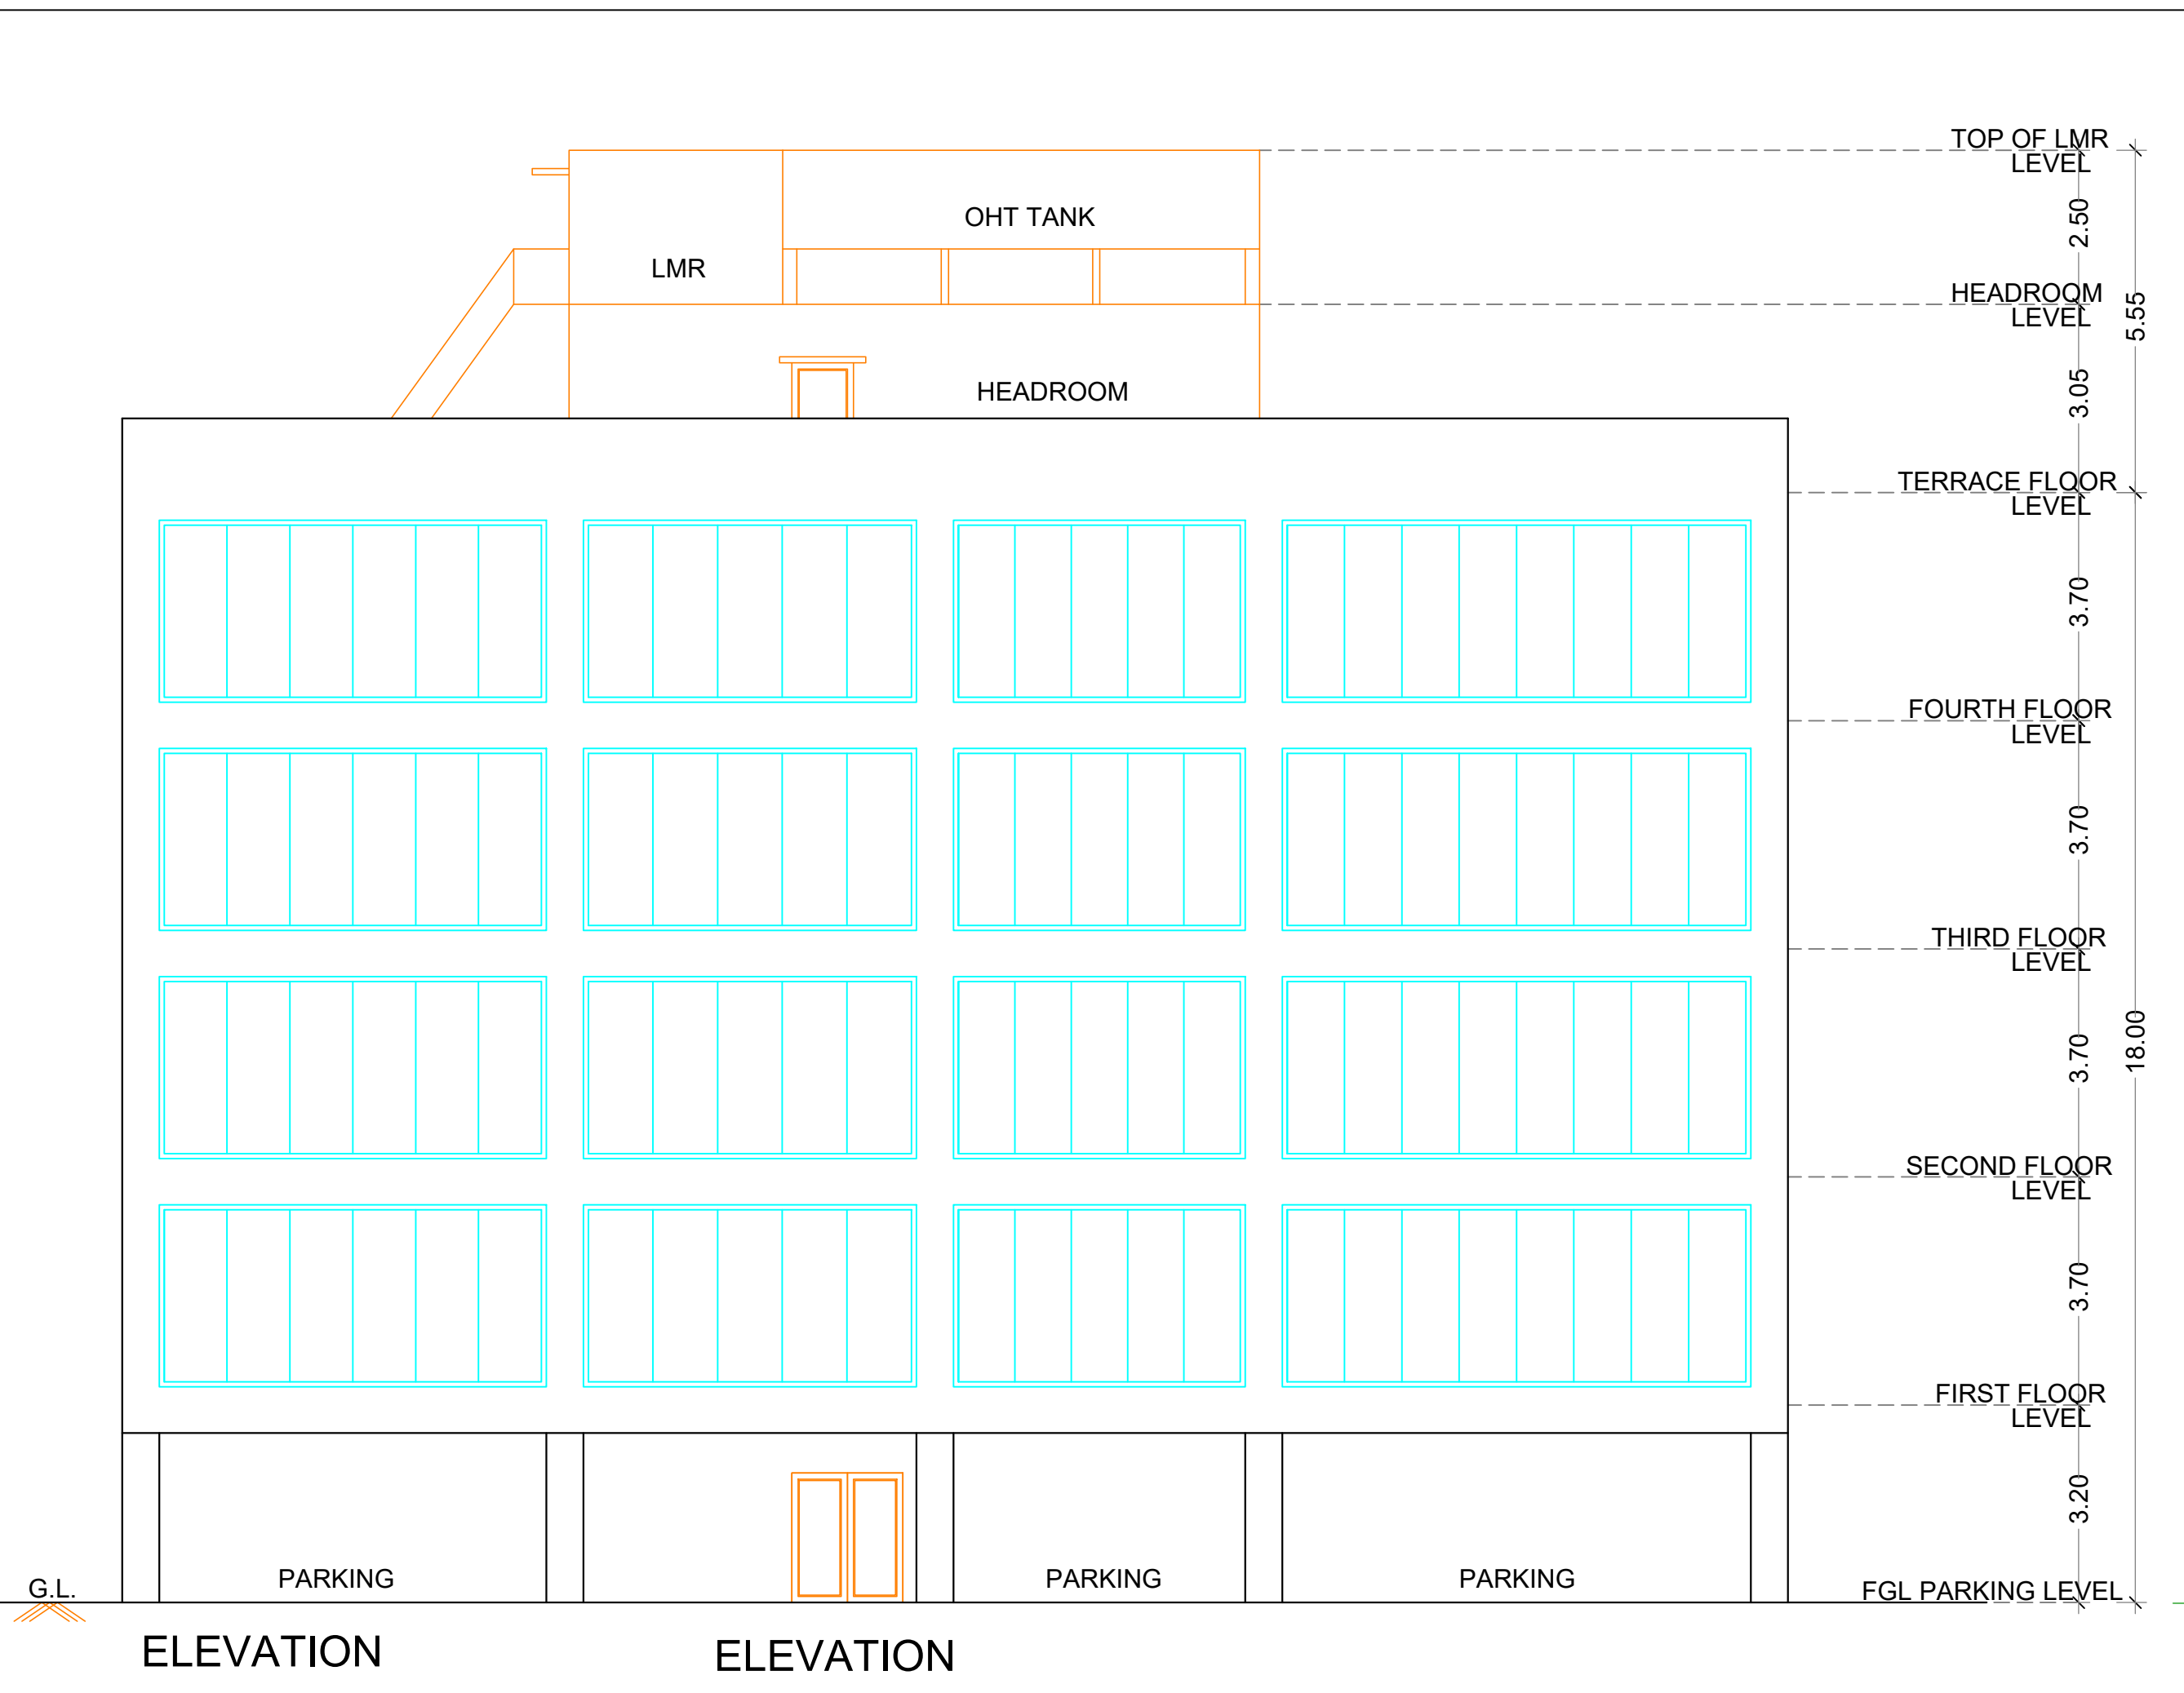 TOP OF LMR
LEVEL
2.50
OHT TANK
LMR
HEADROOM
LEVEL
5.55
3.05
HEADROOM
TERRACE FLOOR
LEVEL
3.70
FOURTH FLOOR
LEVEL
3.70
THIRD FLOOR
LEVEL
3.70
18.00
SECOND FLOOR
LEVEL
3.70
FIRST FLOOR
LEVEL
3.20
PARKING
PARKING
PARKING
G.L.
FGL PARKING LEVEL
ELEVATION
ELEVATION